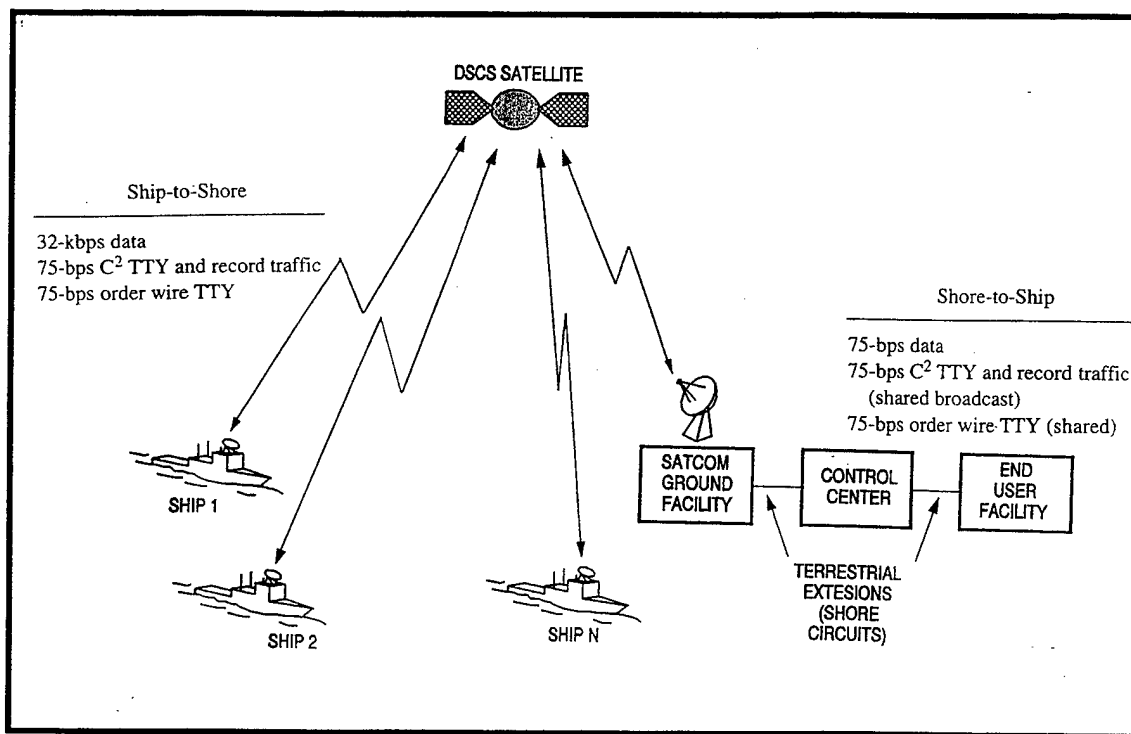 DSCS SATELLITE
Ship-to-Shore
32-kbps data
75-bps C² TTY and record traffic
75-bps order wire TTY
Shore-to-Ship
75-bps data
75-bps C² TTY and record traffic
(shared broadcast)
75-bps order wire TTY (shared)
SATCOM
GROUND
FACILITY
CONTROL
CENTER
END
USER
FACILITY
SHIP 1
SHIP 2
SHIP N
TERRESTRIAL
EXTESIONS
(SHORE
CIRCUITS)